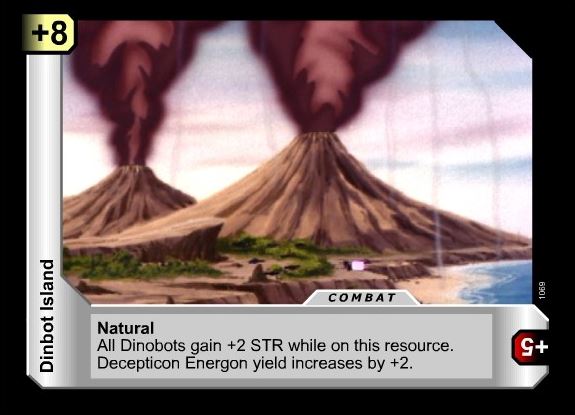 +8
COMBAT
1069
Dinbot Island
Natural
All Dinobots gain +2 STR while on this resource.
Decepticon Energon yield increases by +2.
+5